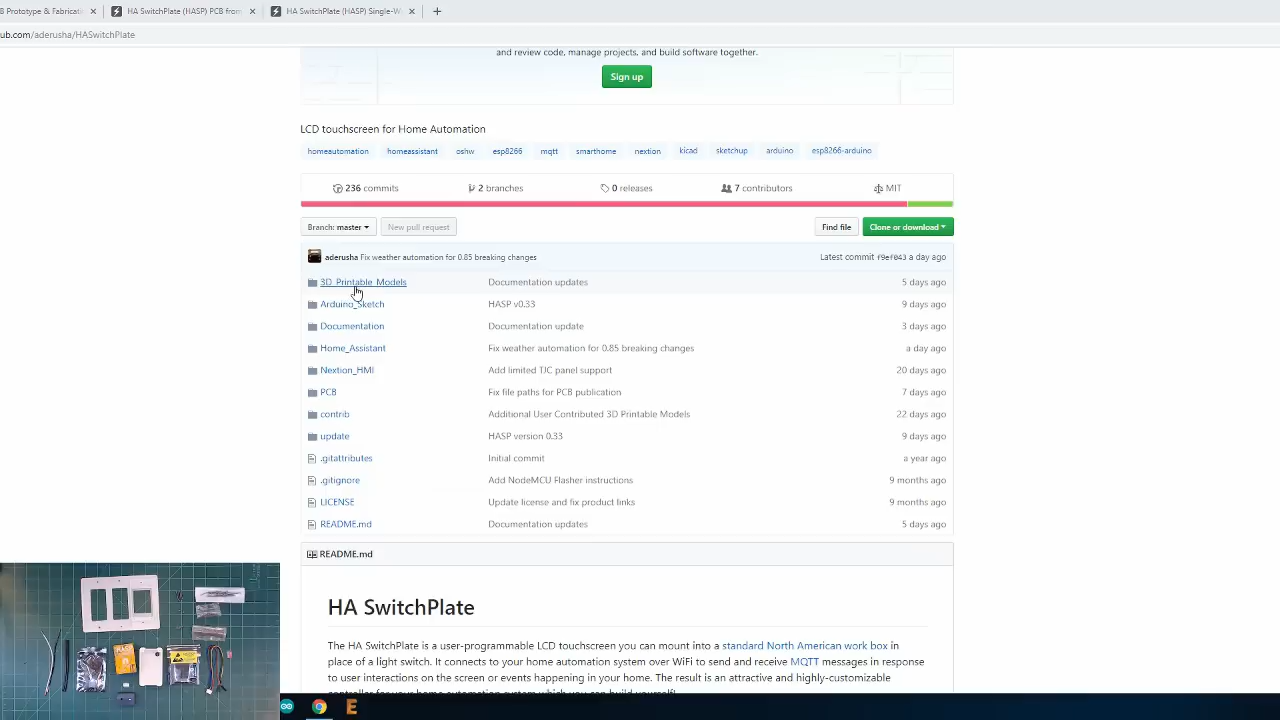 B Prototype & Fabricati
HA SwitchPlate (HASP) PCB from
HA SwitchPlate (HASP) Single-W
ub.com/aderusha/HASwitchPlate
and review code, manage projects, and build software together.
Sign up
LCD touchscreen for Home Automation
homeautomation homeassistant oshw esp8266 mqtt smarthome nextion kicad sketchup arduino esp8266-arduino
236 commits 2 branches 0 releases 7 contributors MIT
Branch: master New pull request Find file Clone or download
aderusha Fix weather automation for 0.85 breaking changes Latest commit f9ef043 a day ago
3D_Printable_Models Documentation updates 5 days ago
Arduino_Sketch HASP v0.33 9 days ago
Documentation Documentation update 3 days ago
Home_Assistant Fix weather automation for 0.85 breaking changes a day ago
Nextion_HMI Add limited TJC panel support 20 days ago
PCB Fix file paths for PCB publication 7 days ago
contrib Additional User Contributed 3D Printable Models 22 days ago
update HASP version 0.33 9 days ago
.gitattributes Initial commit a year ago
.gitignore Add NodeMCU Flasher instructions 9 months ago
LICENSE Update license and fix product links 9 months ago
README.md Documentation updates 5 days ago
README.md
HA SwitchPlate
The HA SwitchPlate is a user-programmable LCD touchscreen you can mount into a standard North American work box in
place of a light switch. It connects to your home automation system over WiFi to send and receive MQTT messages in response
to user interactions on the screen or events happening in your home. The result is an attractive and highly-customizable
controller for your home automation system which you can build yourself!